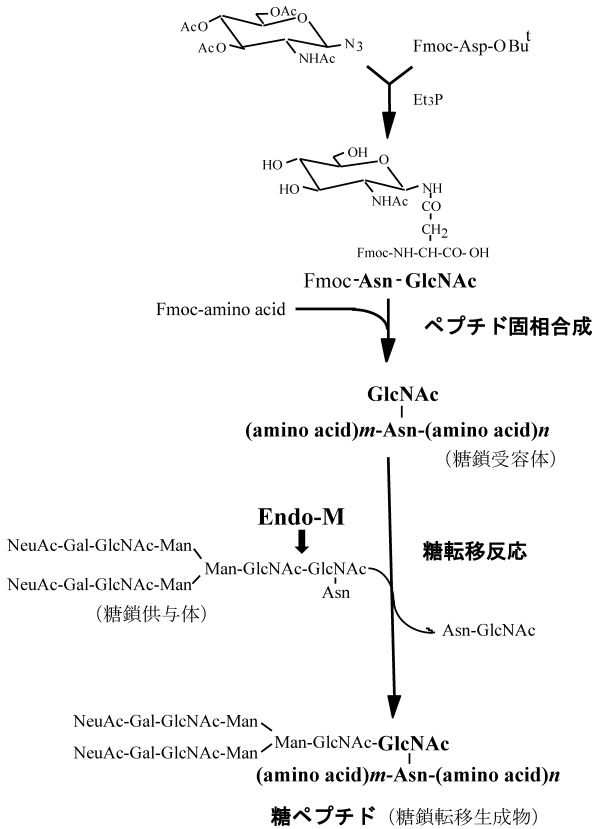 OAc
AcO
O
AcO
N3
NHAc
Fmoc-Asp-OBut
Et3P
OH
HO
O
HO
NH
NHAc
CO
CH2
Fmoc-NH-CH-CO-OH
Fmoc-Asn-GlcNAc
Fmoc-amino acid
ペプチド固相合成
GlcNAc
(amino acid)m-Asn-(amino acid)n
（糖鎖受容体）
Endo-M
糖転移反応
NeuAc-Gal-GlcNAc-Man
Man-GlcNAc-GlcNAc
NeuAc-Gal-GlcNAc-Man
Asn
（糖鎖供与体）
Asn-GlcNAc
NeuAc-Gal-GlcNAc-Man
Man-GlcNAc-GlcNAc
NeuAc-Gal-GlcNAc-Man
(amino acid)m-Asn-(amino acid)n
糖ペプチド（糖鎖転移生成物）